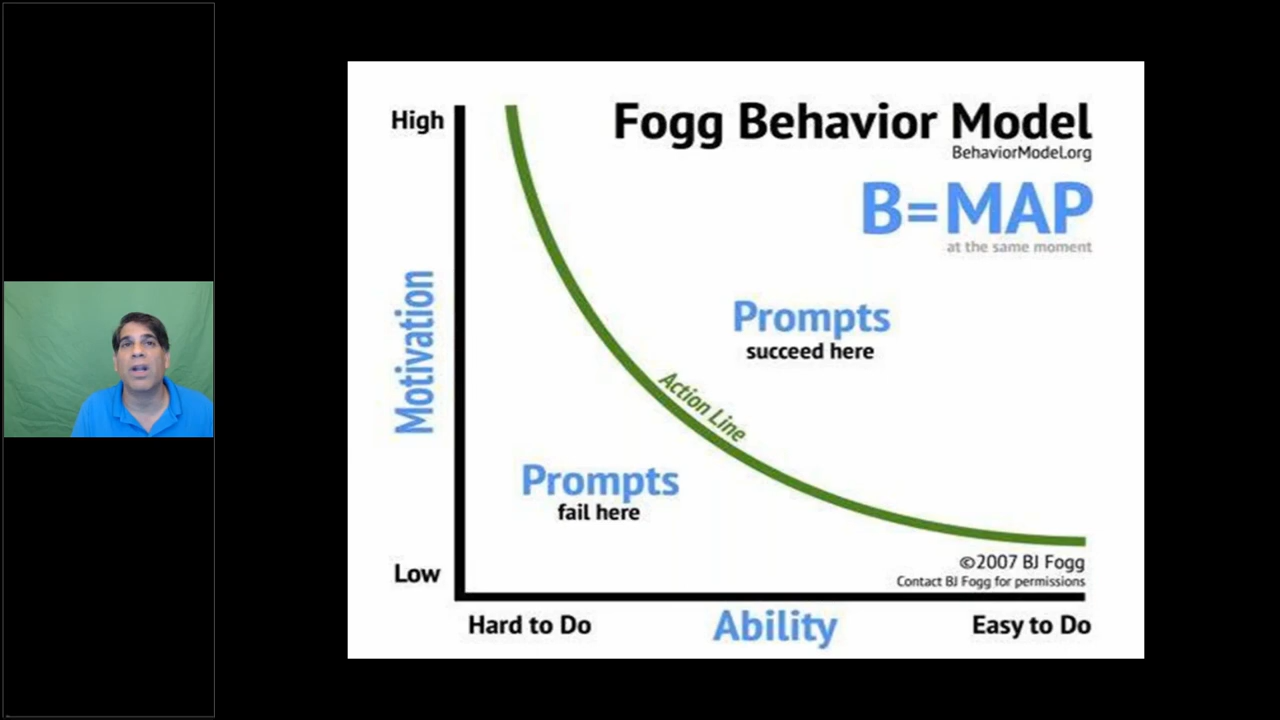 Fogg Behavior Model
BehaviorModel.org
B=MAP
at the same moment
High
Motivation
Low
Prompts
succeed here
Action Line
Prompts
fail here
©2007 BJ Fogg
Contact BJ Fogg for permissions
Hard to Do
Ability
Easy to Do